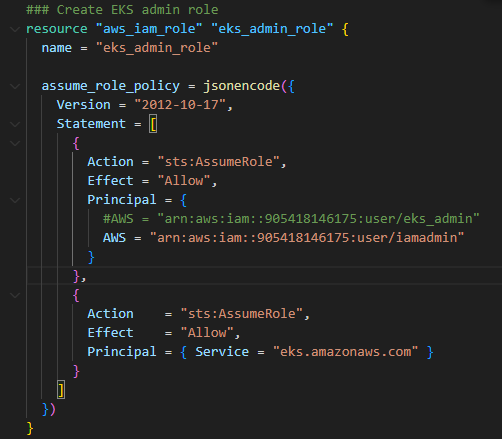 ### Create EKS admin role
resource "aws_iam_role" "eks_admin_role" {
  name = "eks_admin_role"

  assume_role_policy = jsonencode({
    Version = "2012-10-17",
    Statement = [
      {
        Action = "sts:AssumeRole",
        Effect = "Allow",
        Principal = {
          #AWS = "arn:aws:iam::905418146175:user/eks_admin"
          AWS = "arn:aws:iam::905418146175:user/iamadmin"
        }
      },
      {
        Action    = "sts:AssumeRole",
        Effect    = "Allow",
        Principal = { Service = "eks.amazonaws.com" }
      }
    ]
  })
}